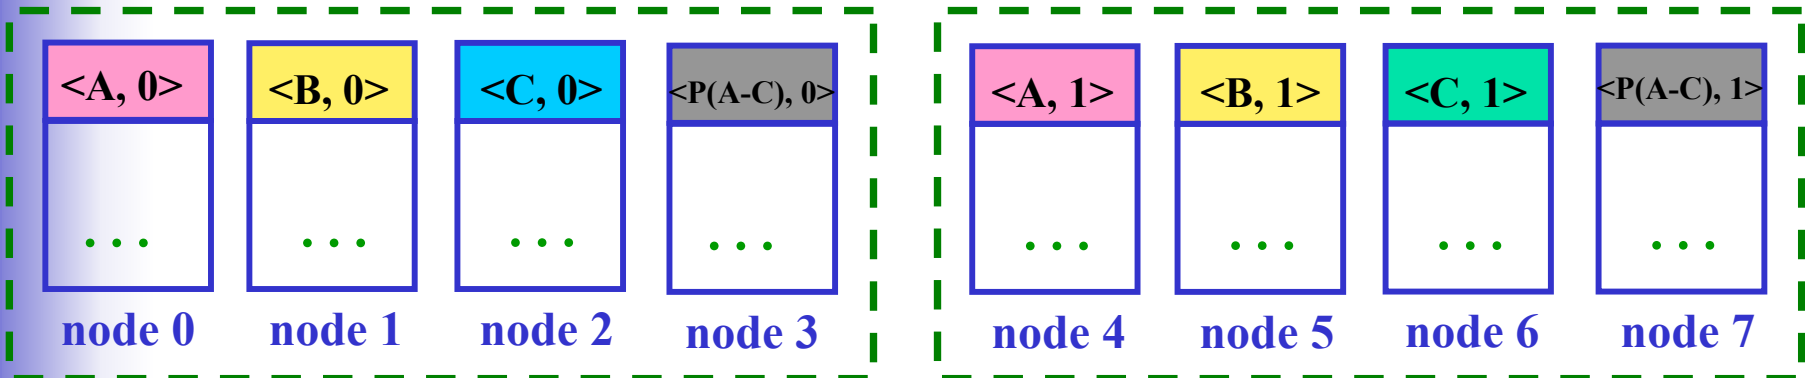 <A, 0> <B, 0> <C, 0> <P(A-C), 0> <A, 1> <B, 1> <C, 1> <P(A-C), 1>
... ... ... ... ... ... ... ...
node 0 node 1 node 2 node 3 node 4 node 5 node 6 node 7